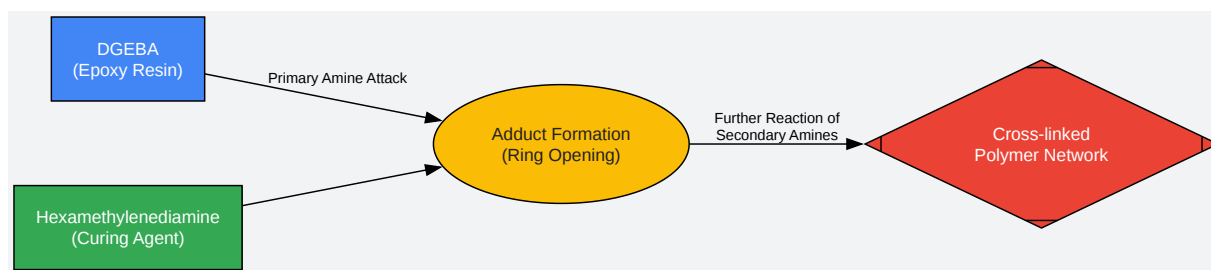 DGEBA
(Epoxy Resin)
Primary Amine Attack
Hexamethylenediamine
(Curing Agent)
Adduct Formation
(Ring Opening)
Further Reaction of
Secondary Amines
Cross-linked
Polymer Network